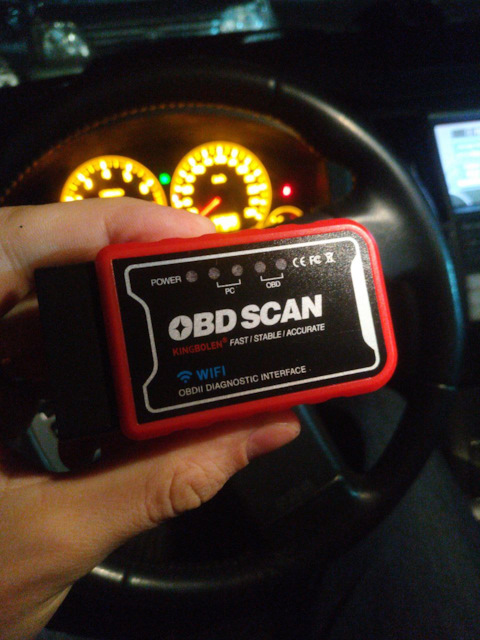 POWER
PC
OBD
CE FC
OBD SCAN
KINGBOLEN® FAST / STABLE / ACCURATE
WIFI
OBDII DIAGNOSTIC INTERFACE